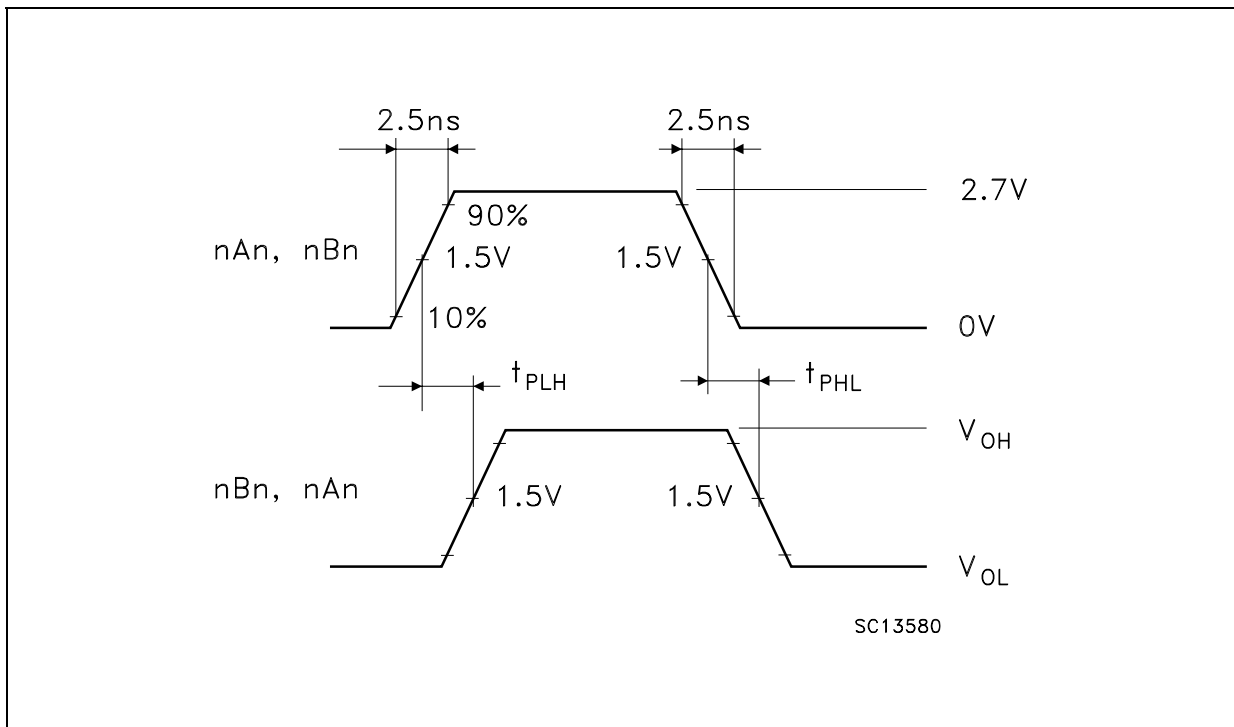 2.5ns 2.5ns
2.7V
90%
nAn, nBn 1.5V 1.5V
10% 0V
tPLH tPHL
VOH
nBn, nAn 1.5V 1.5V
VOL
SC13580